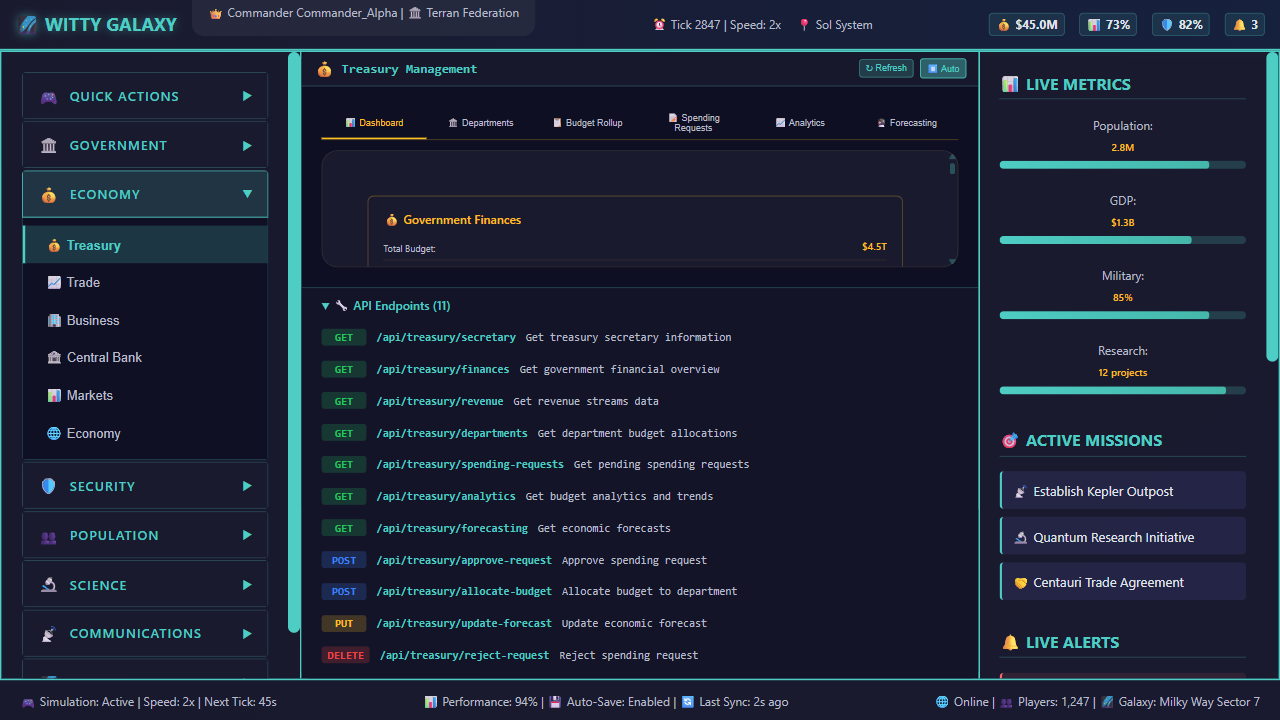 WITTY GALAXY
Commander Commander_Alpha | Terran Federation
Tick 2847 | Speed: 2x
Sol System
$45.0M
73%
82%
3
QUICK ACTIONS
GOVERNMENT
ECONOMY
Treasury
Trade
Business
Central Bank
Markets
Economy
SECURITY
POPULATION
SCIENCE
COMMUNICATIONS
Treasury Management
↻ Refresh
Auto
Dashboard
Departments
Budget Rollup
Spending
Requests
Analytics
Forecasting
Government Finances
Total Budget:
$4.5T
▼ API Endpoints (11)
GET /api/treasury/secretary Get treasury secretary information
GET /api/treasury/finances Get government financial overview
GET /api/treasury/revenue Get revenue streams data
GET /api/treasury/departments Get department budget allocations
GET /api/treasury/spending-requests Get pending spending requests
GET /api/treasury/analytics Get budget analytics and trends
GET /api/treasury/forecasting Get economic forecasts
POST /api/treasury/approve-request Approve spending request
POST /api/treasury/allocate-budget Allocate budget to department
PUT /api/treasury/update-forecast Update economic forecast
DELETE /api/treasury/reject-request Reject spending request
LIVE METRICS
Population:
2.8M
GDP:
$1.3B
Military:
85%
Research:
12 projects
ACTIVE MISSIONS
Establish Kepler Outpost
Quantum Research Initiative
Centauri Trade Agreement
LIVE ALERTS
Simulation: Active | Speed: 2x | Next Tick: 45s
Performance: 94% | Auto-Save: Enabled | Last Sync: 2s ago
Online | Players: 1,247 | Galaxy: Milky Way Sector 7